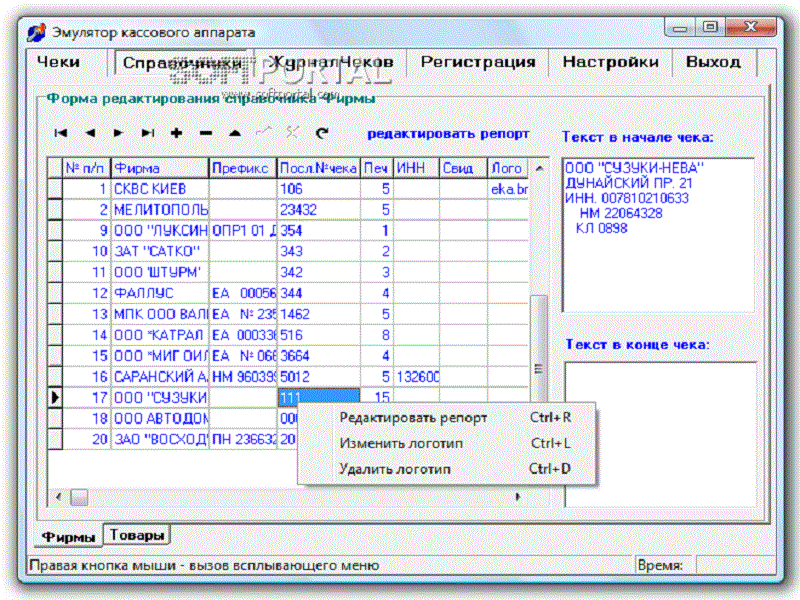 Эмулятор кассового аппарата
Чеки Справочники ЖурналЧеков Регистрация Настройки Выход
SOFTPORTAL
www.softportal.com
Форма редактирования справочника Фирмы
редактировать репорт
Текст в начале чека:
№ п/п Фирма Префикс Посл.№чека Печ ИНН Свид Лого
1 СКВС КИЕВ 106 5 eka.br
2 МЕЛИТОПОЛЬ 23432 5
9 ООО "ЛУКСИН ОПР1 01 Д 354 1
10 ЗАТ "САТКО" 343 2
11 ООО 'ШТУРМ' 342 3
12 ФАЛЛУС ЕА 00056 344 4
13 МПК ООО ВАЛ ЕА № 235 1462 5
14 ООО "КАТРАЛ ЕА 000336 516 8
15 ООО "МИГ ОИЛ ЕА № 066 3664 4
16 САРАНСКИЙ А НМ 960395 5012 5 132600
17 ООО "СУЗУКИ 111 15
18 ООО АВТОДОМ 000
20 ЗАО "ВОСХОД" ПН 236632 20
ООО "СУЗУКИ-НЕВА"
ДУНАЙСКИЙ ПР. 21
ИНН. 007810210633
НМ 22064328
КЛ 0898
Текст в конце чека:
Редактировать репорт Ctrl+R
Изменить логотип Ctrl+L
Удалить логотип Ctrl+D
Фирмы Товары
Правая кнопка мыши - вызов всплывающего меню Время: